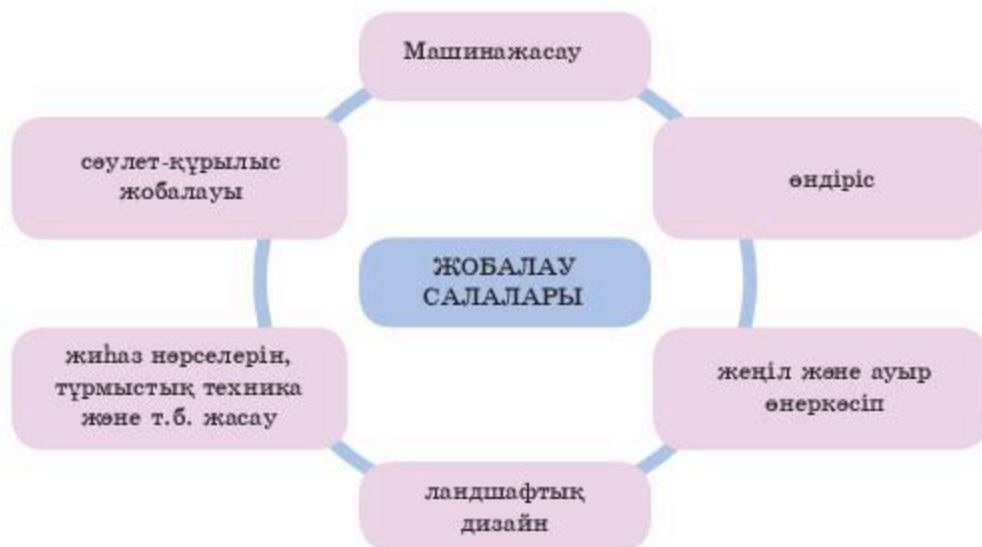 Машинажасау
сәулет-құрылыс
жобалауы
өндіріс
ЖОБАЛАУ
САЛАЛАРЫ
жиһаз нәрселерін,
тұрмыстық техника
және т.б. жасау
жеңіл және ауыр
өнеркәсіп
ландшафтық
дизайн